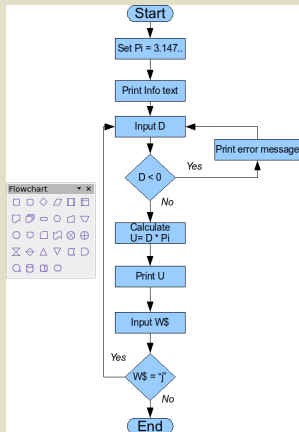 Start
Set Pi = 3.147..
Print Info text
Input D
Print error message
Yes
D < 0
No
Flowchart
Calculate
U= D * Pi
Print U
Input W$
Yes
W$ = "j"
No
End